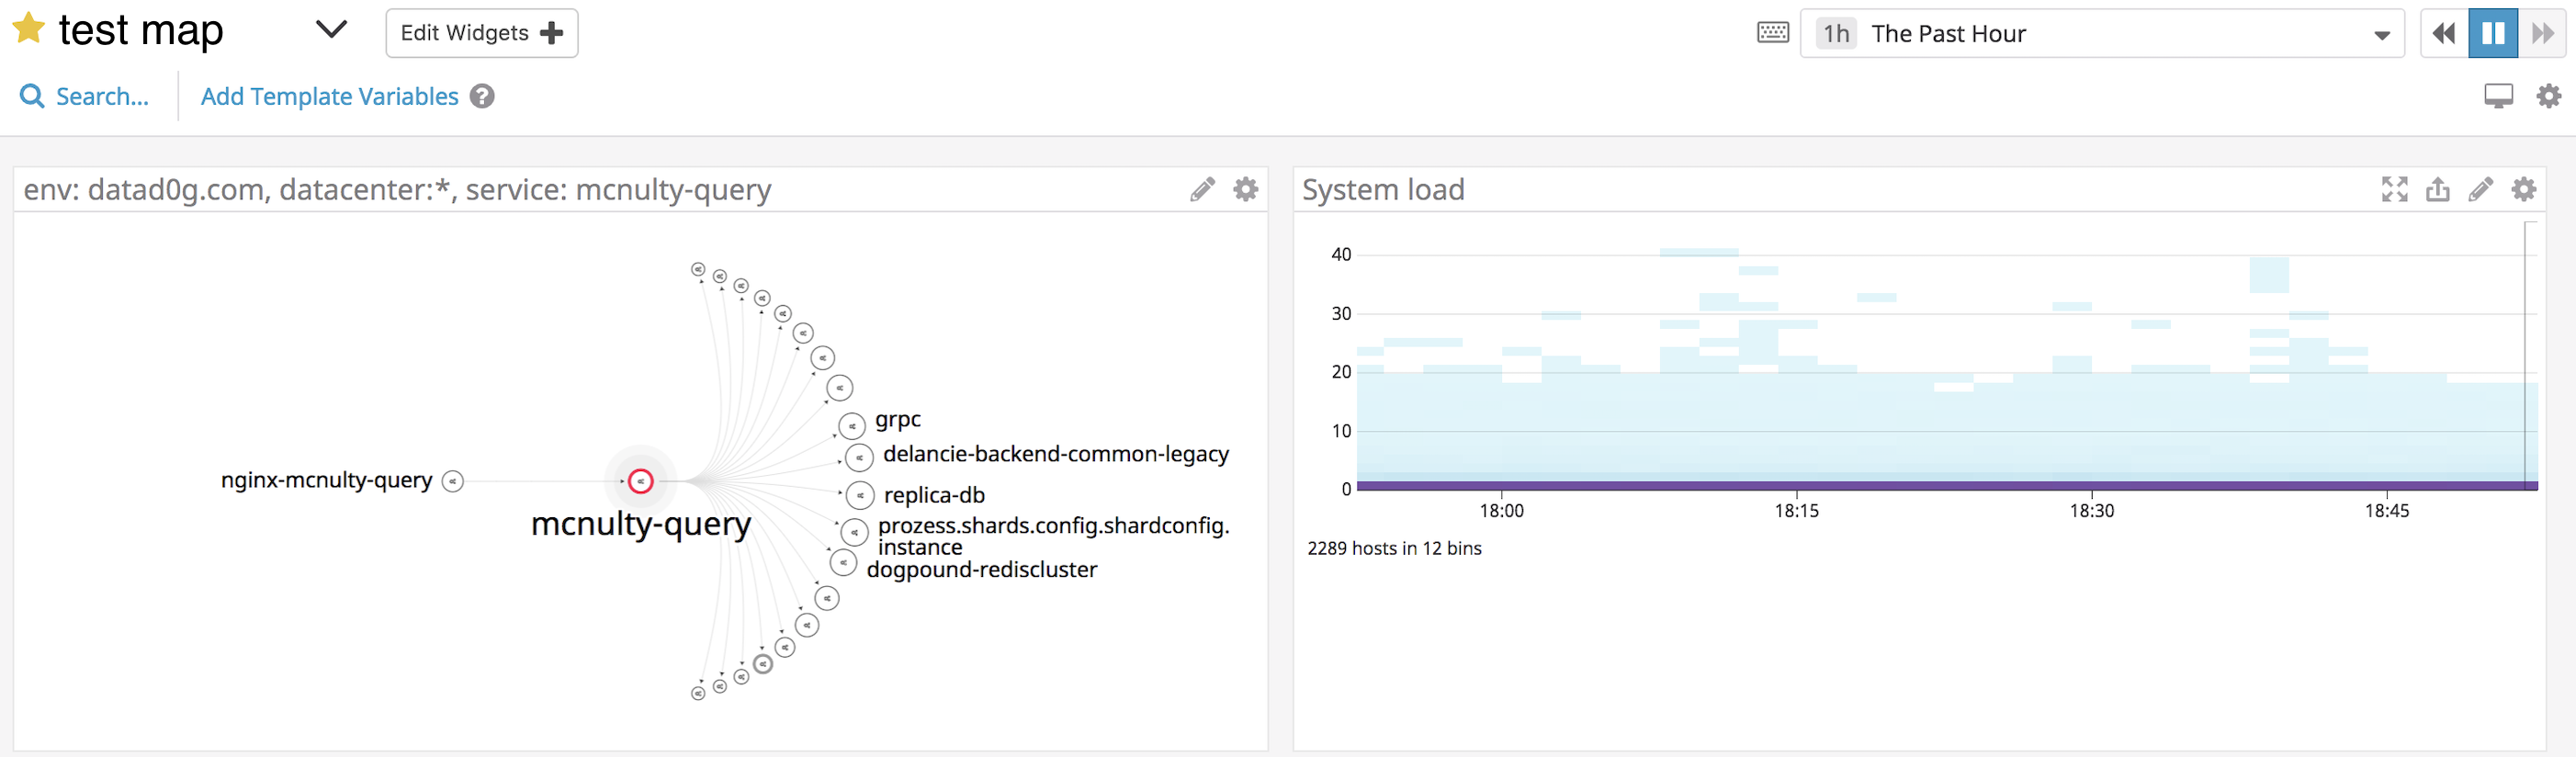 test map
Edit Widgets
1h The Past Hour
Search...
Add Template Variables ?
env: datad0g.com, datacenter:*, service: mcnulty-query
nginx-mcnulty-query
mcnulty-query
grpc
delancie-backend-common-legacy
replica-db
prozess.shards.config.shardconfig.
instance
dogpound-rediscluster
System load
40
30
20
10
0
18:00 18:15 18:30 18:45
2289 hosts in 12 bins